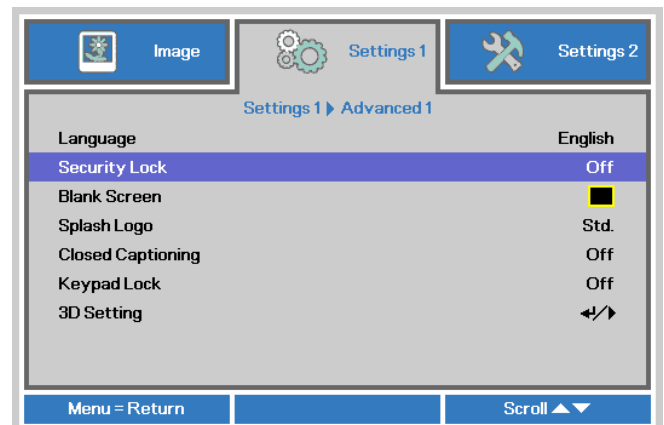 Image
Settings 1
Settings 2
Settings 1 ▶ Advanced 1
Language English
Security Lock Off
Blank Screen
Splash Logo Std.
Closed Captioning Off
Keypad Lock Off
3D Setting ↵/▶
Menu = Return Scroll ▲▼